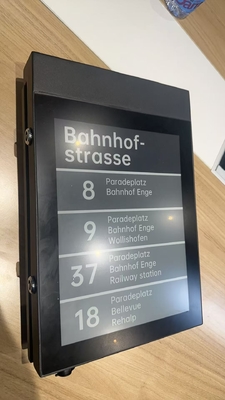 Bahnhof-
strasse
8
Paradeplatz
Bahnhof Enge
9
Paradeplatz
Bahnhof Enge
Wollishofen
37
Paradeplatz
Bahnhof Enge
Railway station
18
Paradeplatz
Bellevue
Rehalp